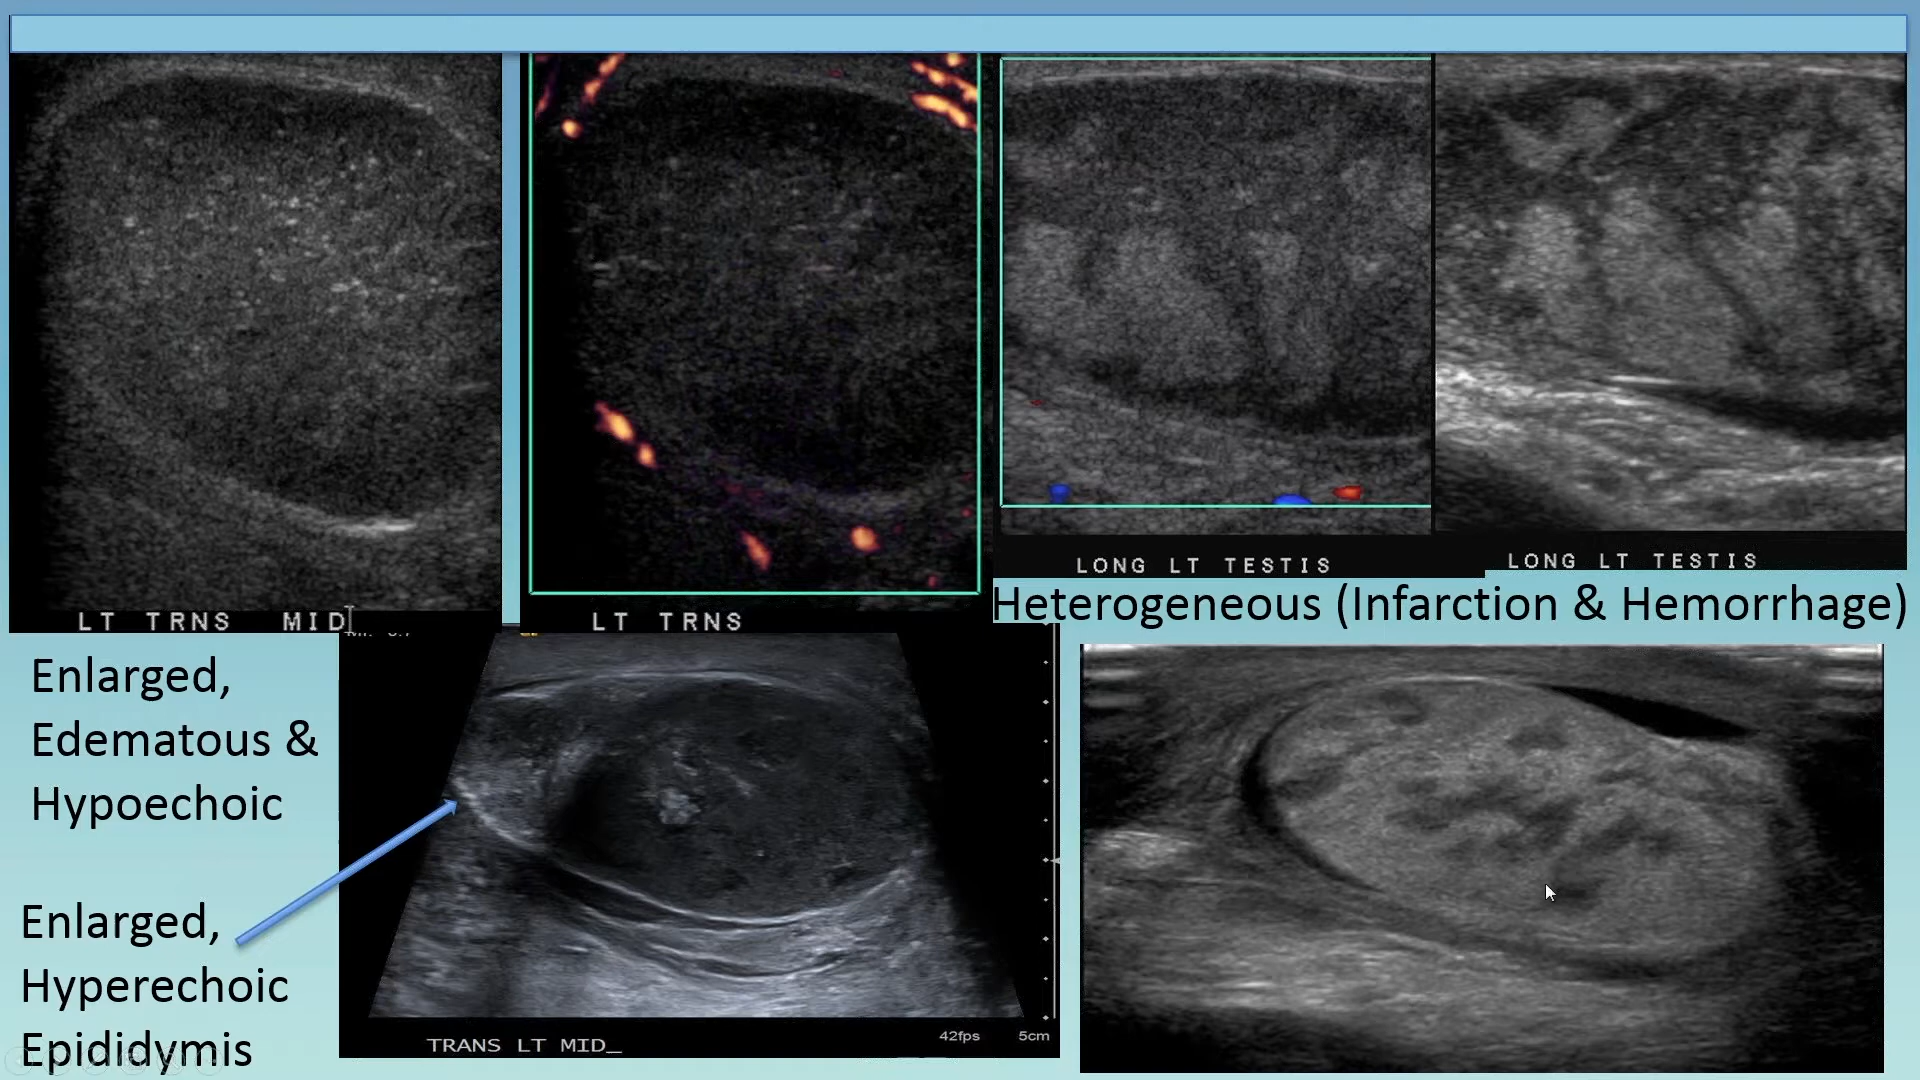 LT TRNS MID
LT TRNS
LONG LT TESTIS
LONG LT TESTIS
Heterogeneous (Infarction & Hemorrhage)
Enlarged,
Edematous &
Hypoechoic
Enlarged,
Hyperechoic
Epididymis
42fps 5cm
TRANS LT MID_